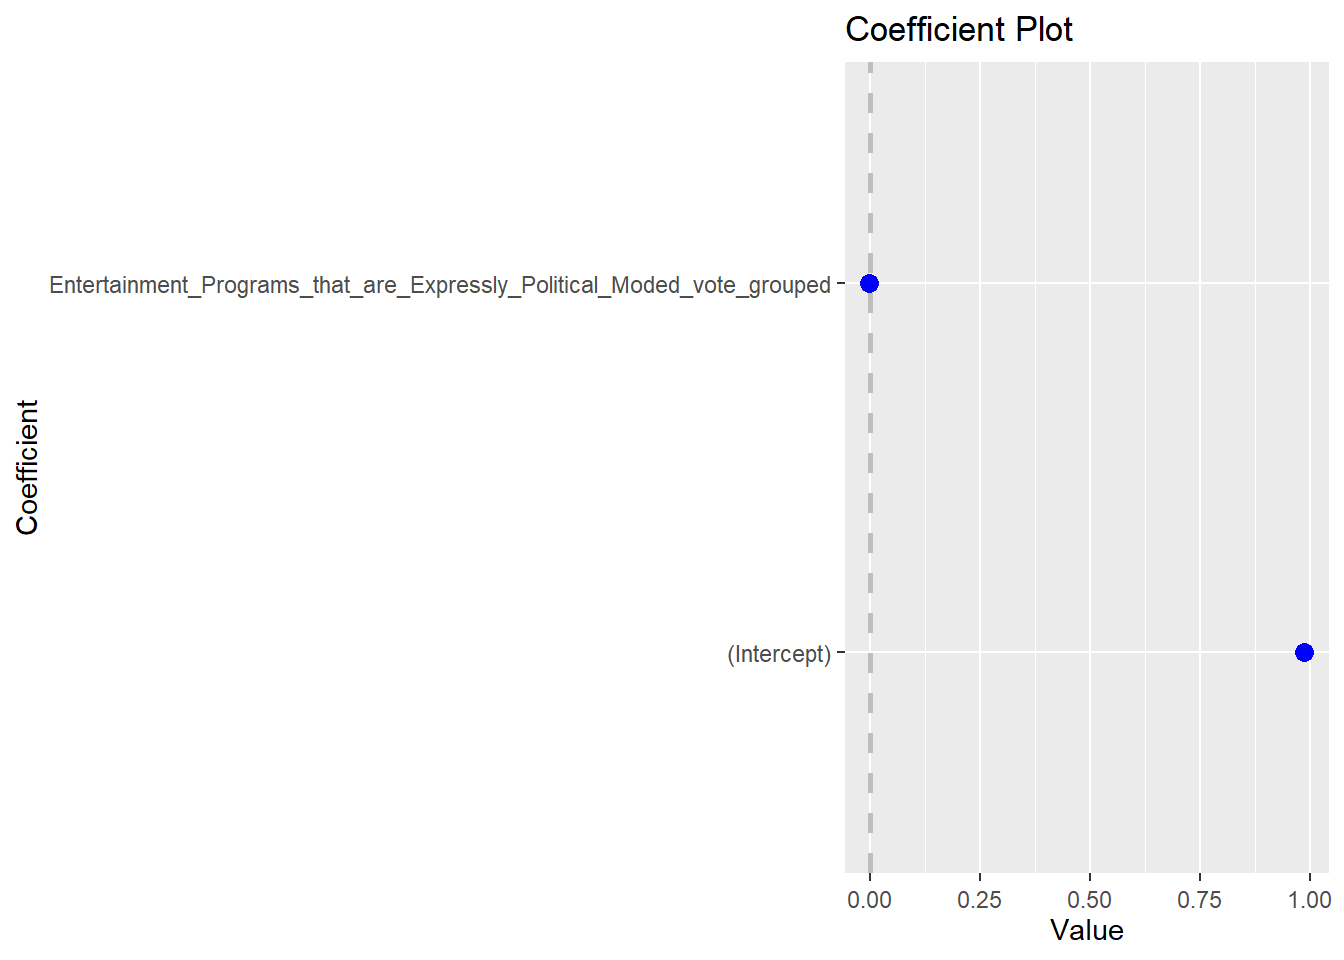 Coefficient Plot
Entertainment_Programs_that_are_Expressly_Political_Moded_vote_grouped
Coefficient
(Intercept)
0.00 0.25 0.50 0.75 1.00
Value